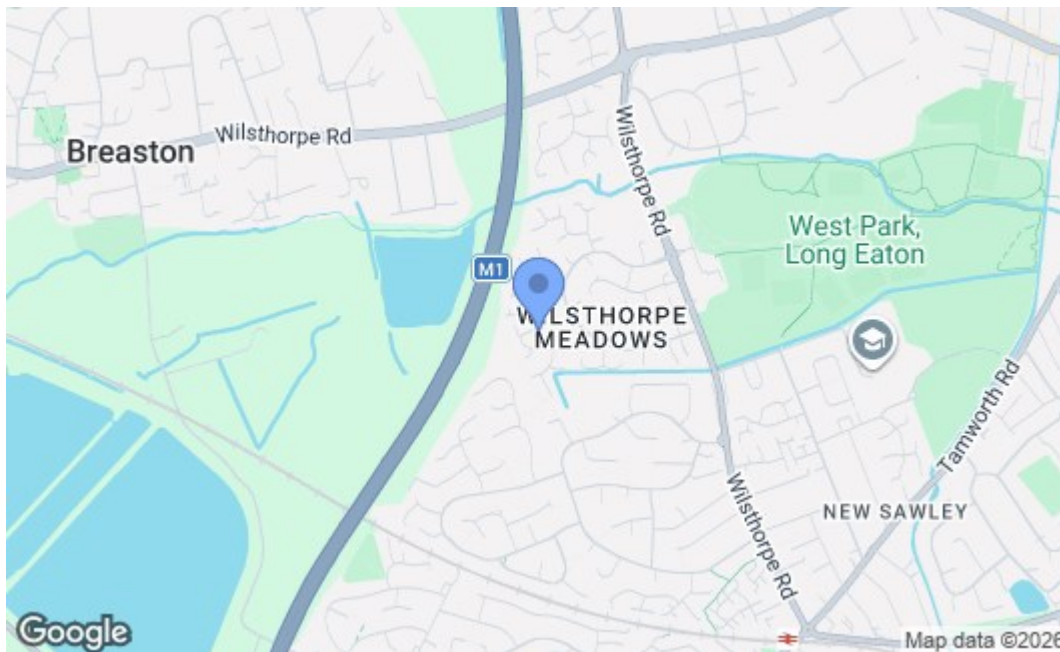 Wilsthorpe Rd
Breaston
Wilsthorpe Rd
West Park,
Long Eaton
M1
WILSTHORPE
MEADOWS
Tamworth Rd
Wilsthorpe Rd
NEW SAWLEY
Google
Map data ©2026